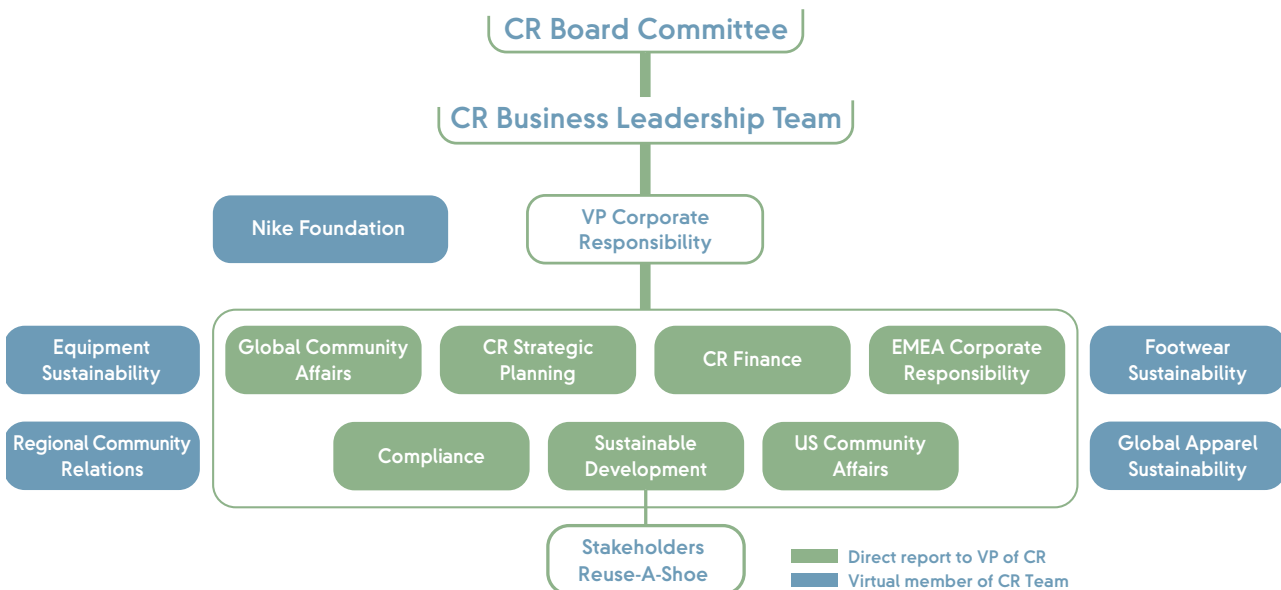 CR Board Committee
CR Business Leadership Team
Nike Foundation
VP Corporate
Responsibility
Equipment
Sustainability
Global Community
Affairs
CR Strategic
Planning
CR Finance
EMEA Corporate
Responsibility
Footwear
Sustainability
Regional Community
Relations
Compliance
Sustainable
Development
US Community
Affairs
Global Apparel
Sustainability
Stakeholders
Reuse-A-Shoe
Direct report to VP of CR
Virtual member of CR Team